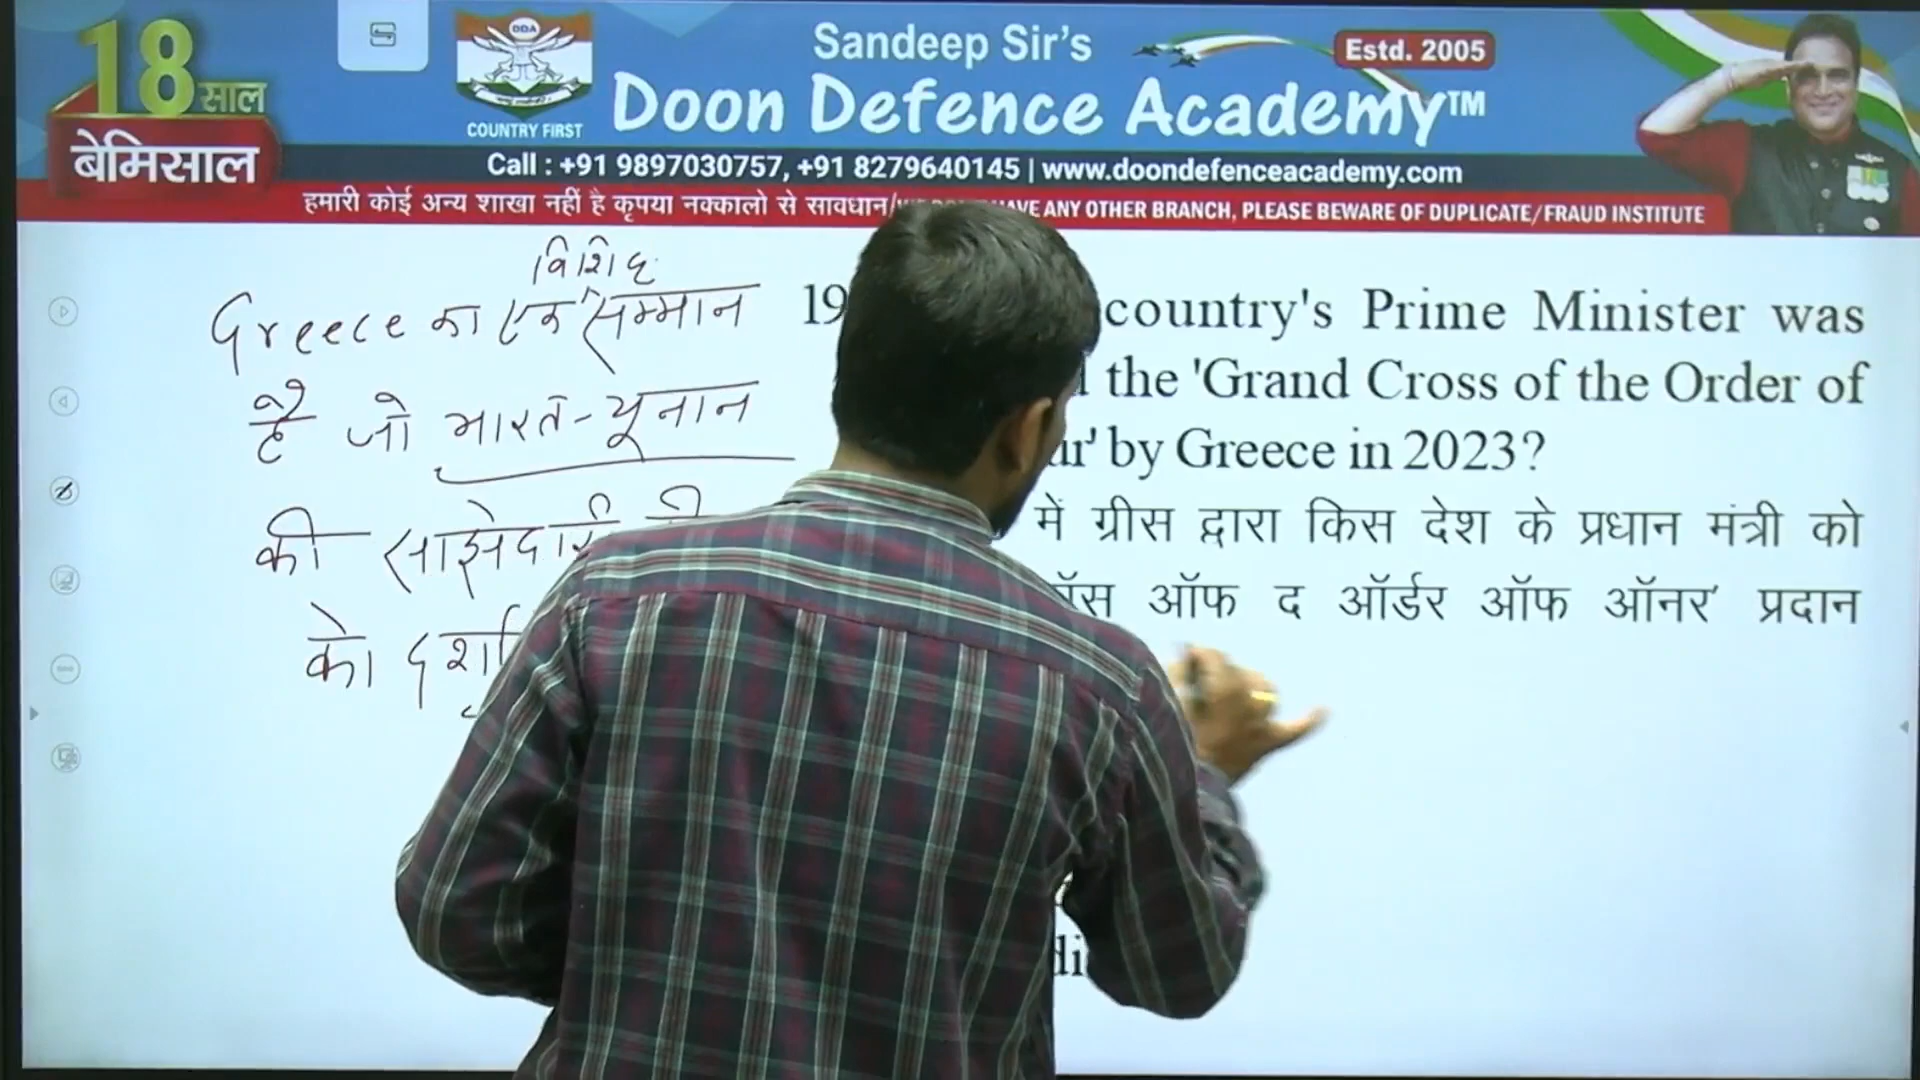 18 साल
बेमिसाल
DDA
COUNTRY FIRST
Sandeep Sir's
Estd. 2005
Doon Defence Academy™
Call : +91 9897030757, +91 8279640145 | www.doondefenceacademy.com
हमारी कोई अन्य शाखा नहीं है कृपया नक्कालो से सावधान/ AVE ANY OTHER BRANCH, PLEASE BEWARE OF DUPLICATE/FRAUD INSTITUTE
Greece का एक सम्मान
है जो भारत-यूनान
की साझेदारी
को
19
country's Prime Minister was
the 'Grand Cross of the Order of
by Greece in 2023?
में ग्रीस द्वारा किस देश के प्रधान मंत्री को
ऑफ द ऑर्डर ऑफ ऑनर' प्रदान